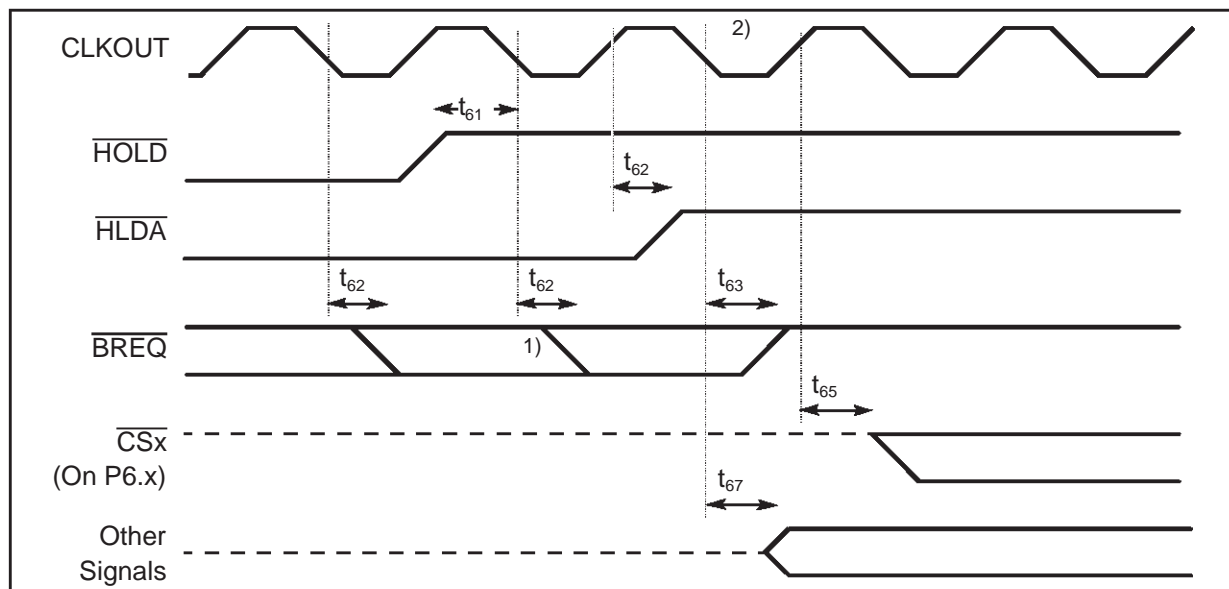 2)
CLKOUT
t61
HOLD
t62
HLDA
t62 t62 t63
BREQ
1)
t65
CSx
(On P6.x)
t67
Other
Signals